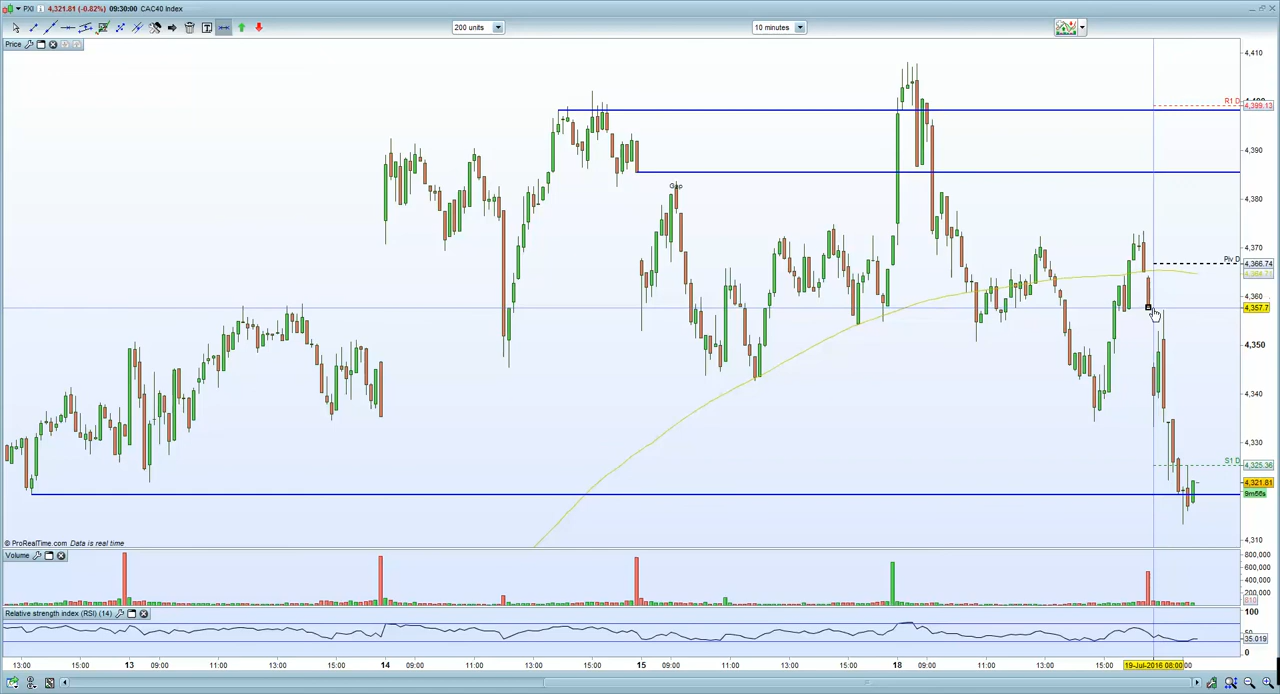 PXI 4,321.81 (-0.82%) 09:30:00 CAC40 Index
200 units
10 minutes
Price
4,410
R1 D
4,399.13
4,390
4,380
Gap
4,370
Piv D
4,366.74
4,364.71
4,360
4,357.7
4,350
4,340
4,330
S1 D
4,325.36
4,321.81
9m56s
4,310
© ProRealTime.com Data is real time
Volume
800,000
600,000
400,000
200,000
Relative strength index (RSI) (14)
100
50
35.019
0
13:00 15:00 13 09:00 11:00 13:00 15:00 14 09:00 11:00 13:00 15:00 15 09:00 11:00 13:00 15:00 18 09:00 11:00 13:00 15:00 19-Jul-2016 08:00 :00